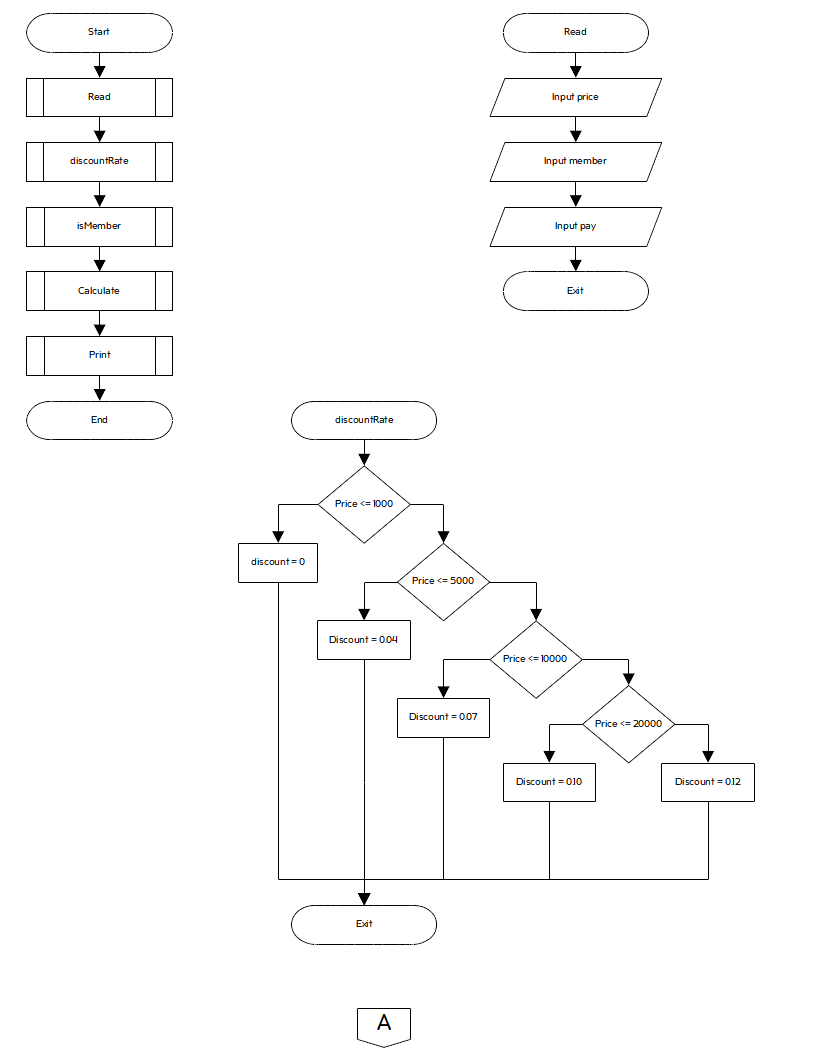 Start
Read
discountRate
isMember
Calculate
Print
End
Read
Input price
Input member
Input pay
Exit
discountRate
Price <= 1000
discount = 0
Price <= 5000
Discount = 0.04
Price <= 10000
Discount = 0.07
Price <= 20000
Discount = 0.10
Discount = 0.12
Exit
A